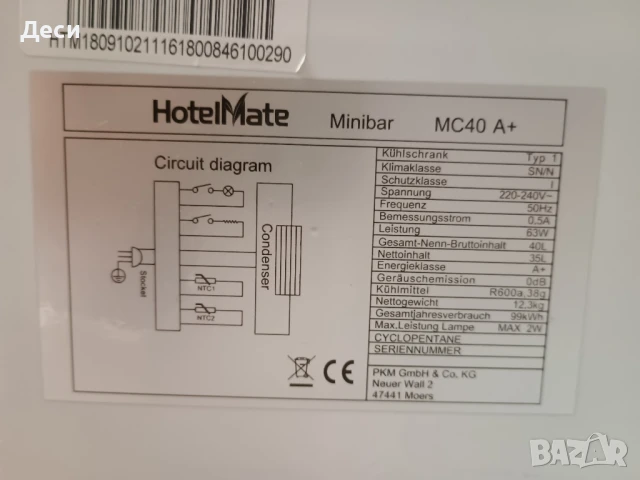 Деси
HTM1809102111161800846100290
HotelMate Minibar MC40 A+
Circuit diagram
Stocket
NTC1
NTC2
Condenser
Kühlschrank Typ 1
Klimaklasse SN/N
Schutzklasse I
Spannung 220-240V~
Frequenz 50Hz
Bemessungsstrom 0,5A
Leistung 63W
Gesamt-Nenn-Bruttoinhalt 40L
Nettoinhalt 35L
Energieklasse A+
Geräuschemission 0dB
Kühlmittel R600a,38g
Nettogewicht 12,3kg
Gesamtjahresverbrauch 99kWh
Max.Leistung Lampe MAX 2W
CYCLOPENTANE
SERIENNUMMER
CE
PKM GmbH & Co. KG
Neuer Wall 2
47441 Moers
BAZAR